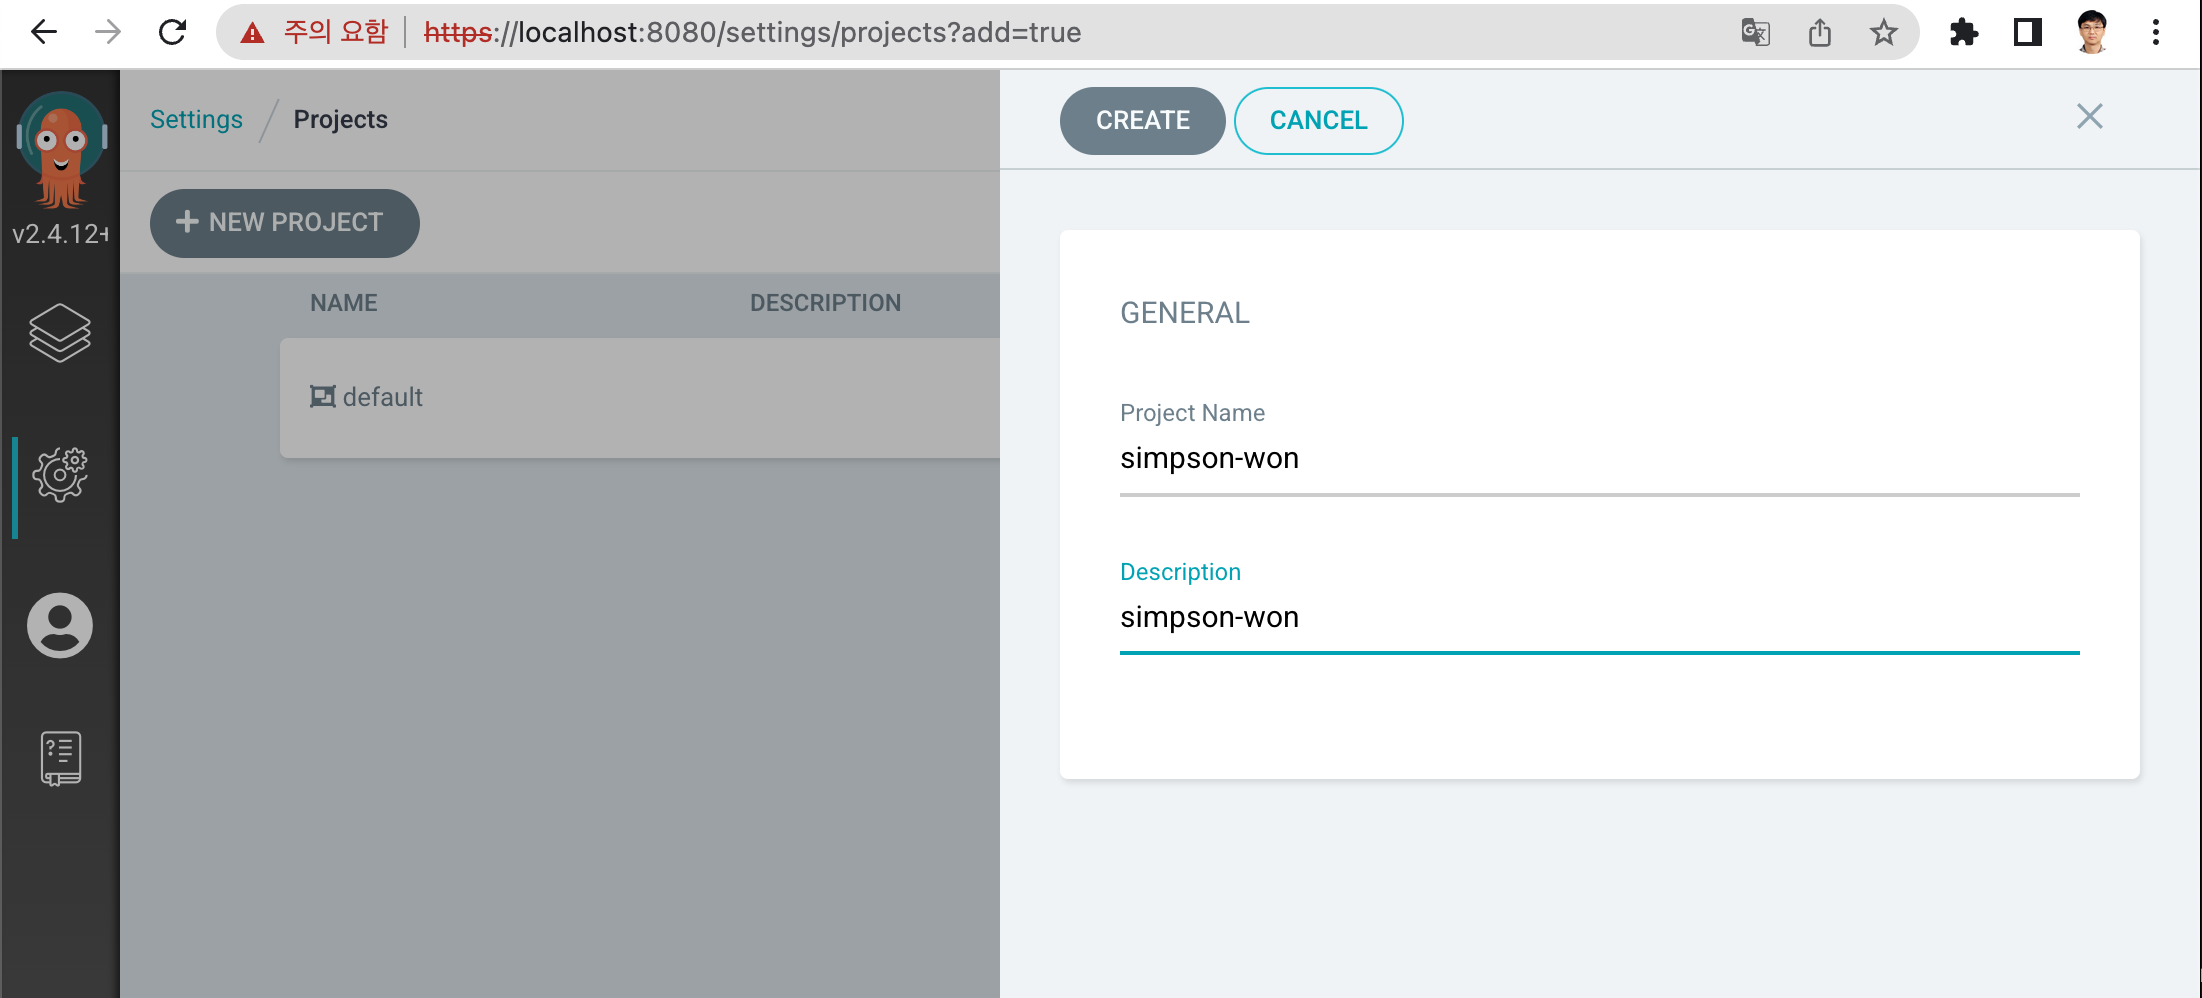 주의 요함 https://localhost:8080/settings/projects?add=true
v2.4.12+
Settings / Projects
+ NEW PROJECT
NAME DESCRIPTION
default
CREATE CANCEL
GENERAL
Project Name
simpson-won
Description
simpson-won